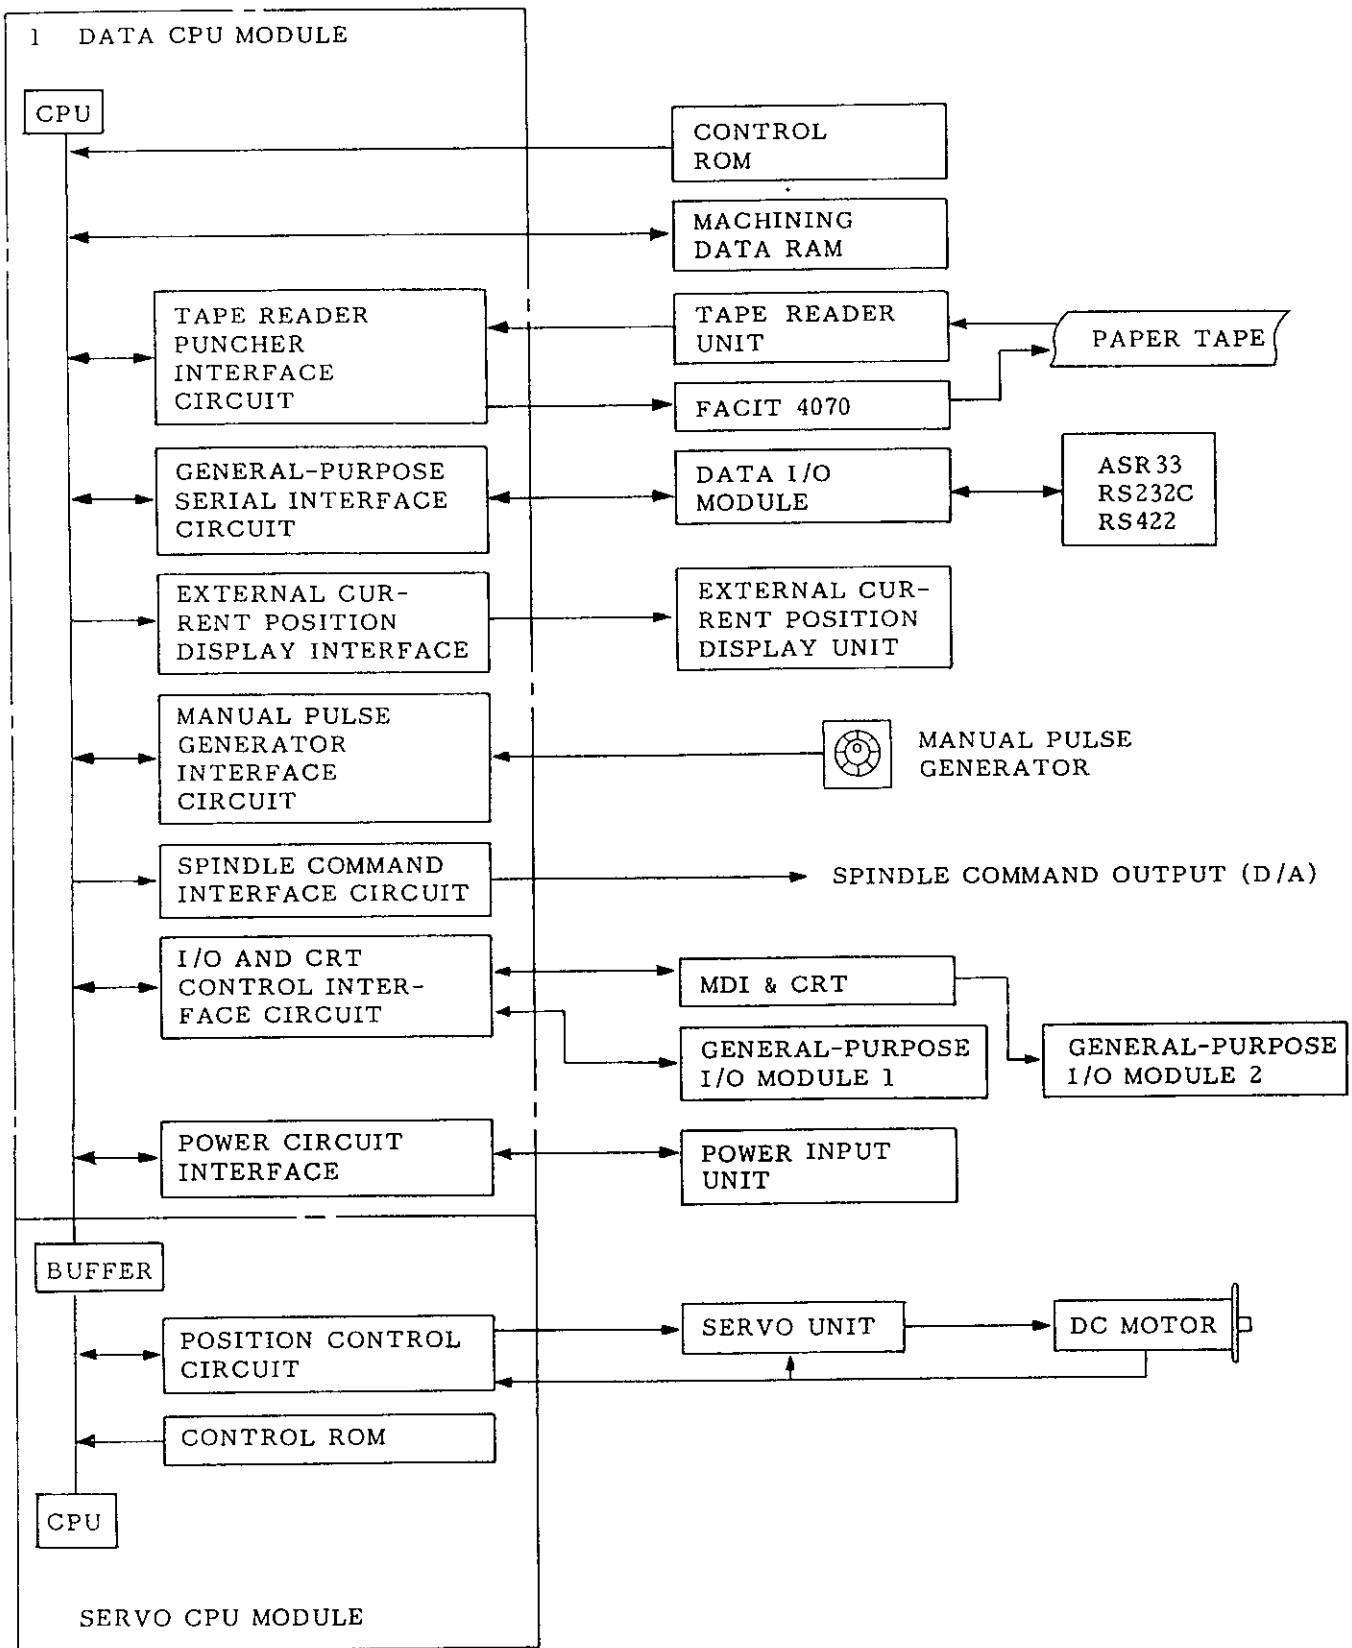 1 DATA CPU MODULE
CPU
CONTROL
ROM
MACHINING
DATA RAM
TAPE READER
PUNCHER
INTERFACE
CIRCUIT
TAPE READER
UNIT
PAPER TAPE
FACIT 4070
GENERAL-PURPOSE
SERIAL INTERFACE
CIRCUIT
DATA I/O
MODULE
ASR33
RS232C
RS422
EXTERNAL CUR-
RENT POSITION
DISPLAY INTERFACE
EXTERNAL CUR-
RENT POSITION
DISPLAY UNIT
MANUAL PULSE
GENERATOR
INTERFACE
CIRCUIT
MANUAL PULSE
GENERATOR
SPINDLE COMMAND
INTERFACE CIRCUIT
SPINDLE COMMAND OUTPUT (D/A)
I/O AND CRT
CONTROL INTER-
FACE CIRCUIT
MDI & CRT
GENERAL-PURPOSE
I/O MODULE 1
GENERAL-PURPOSE
I/O MODULE 2
POWER CIRCUIT
INTERFACE
POWER INPUT
UNIT
BUFFER
POSITION CONTROL
CIRCUIT
SERVO UNIT
DC MOTOR
CONTROL ROM
CPU
SERVO CPU MODULE